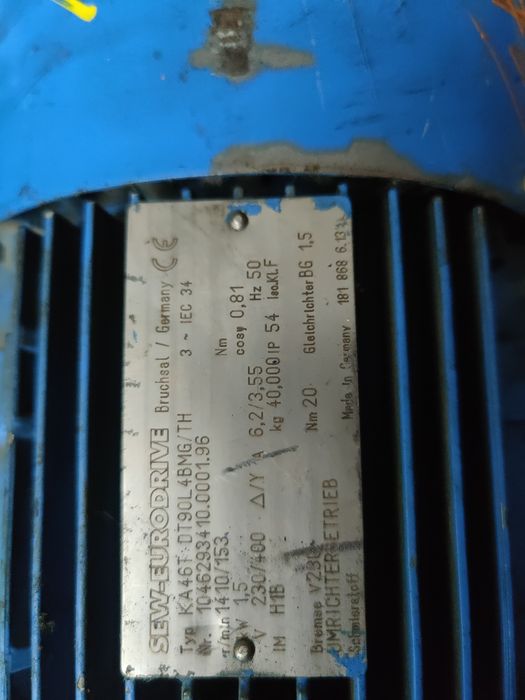 SEW-EURODRIVE Bruchsal / Germany CE
Typ KA46T DT90L4BMG/TH 3 ~ IEC 34
Nr. 1046293410.0001.96
r/min 1410/153 Nm
kW 1,5 cosφ 0,81
V 230/400 Δ/Y A 6,2/3,55 Hz 50
IM H1B kg 40,000 IP 54 Iso.Kl.F
Bremse V230 Nm 20 Gleichrichter BG 1,5
UMRICHTERBETRIEB
Schmierstoff Made in Germany 181 868 6.13